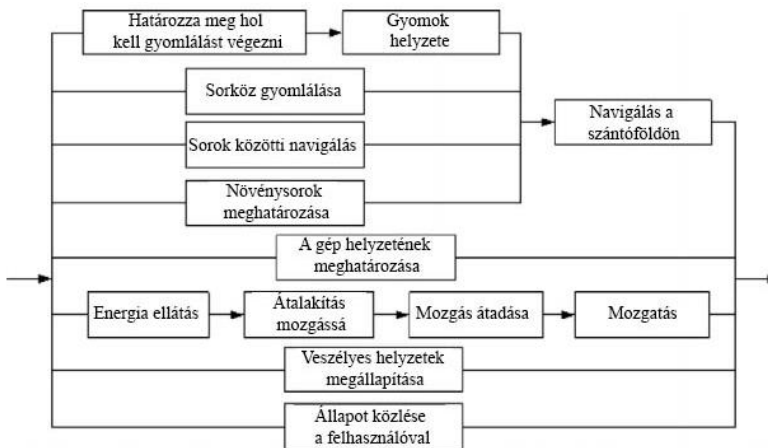 Határozza meg hol
kell gyomlálást végezni
Gyomok
helyzete
Sorköz gyomlálása
Sorok közötti navigálás
Növénysorok
meghatározása
Navigálás a
szántóföldön
A gép helyzetének
meghatározása
Energia ellátás
Átalakítás
mozgássá
Mozgás átadása
Mozgatás
Veszélyes helyzetek
megállapítása
Állapot közlése
a felhasználóval